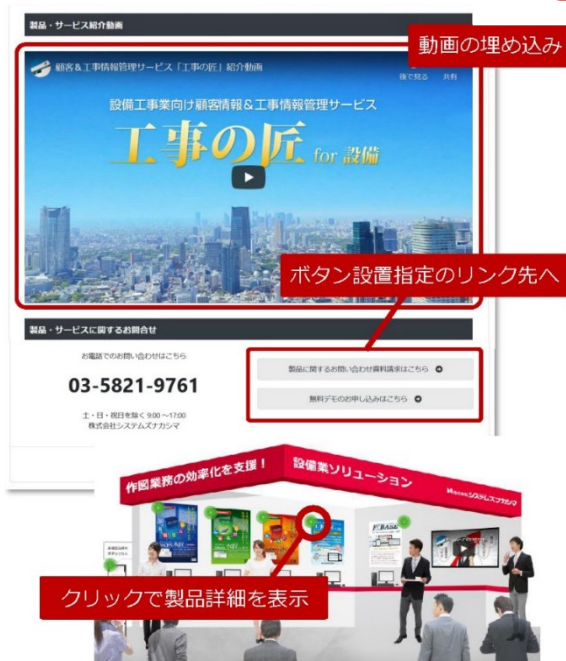 製品・サービス紹介動画
動画の埋め込み
顧客&工事情報管理サービス「工事の匠」紹介動画
後で見る 共有
設備工事業向け顧客情報&工事情報管理サービス
工事の匠 for 設備
ボタン設置指定のリンク先へ
製品・サービスに関するお問合せ
お電話でのお問い合わせはこちら
03-5821-9761
土・日・祝日を除く 9:00~17:00
株式会社システムズナカシマ
製品に関するお問い合わせ資料請求はこちら
無料デモのお申し込みはこちら
作図業務の効率化を支援!
設備業ソリューション
株式会社システムズナカシマ
BASE
クリックで製品詳細を表示